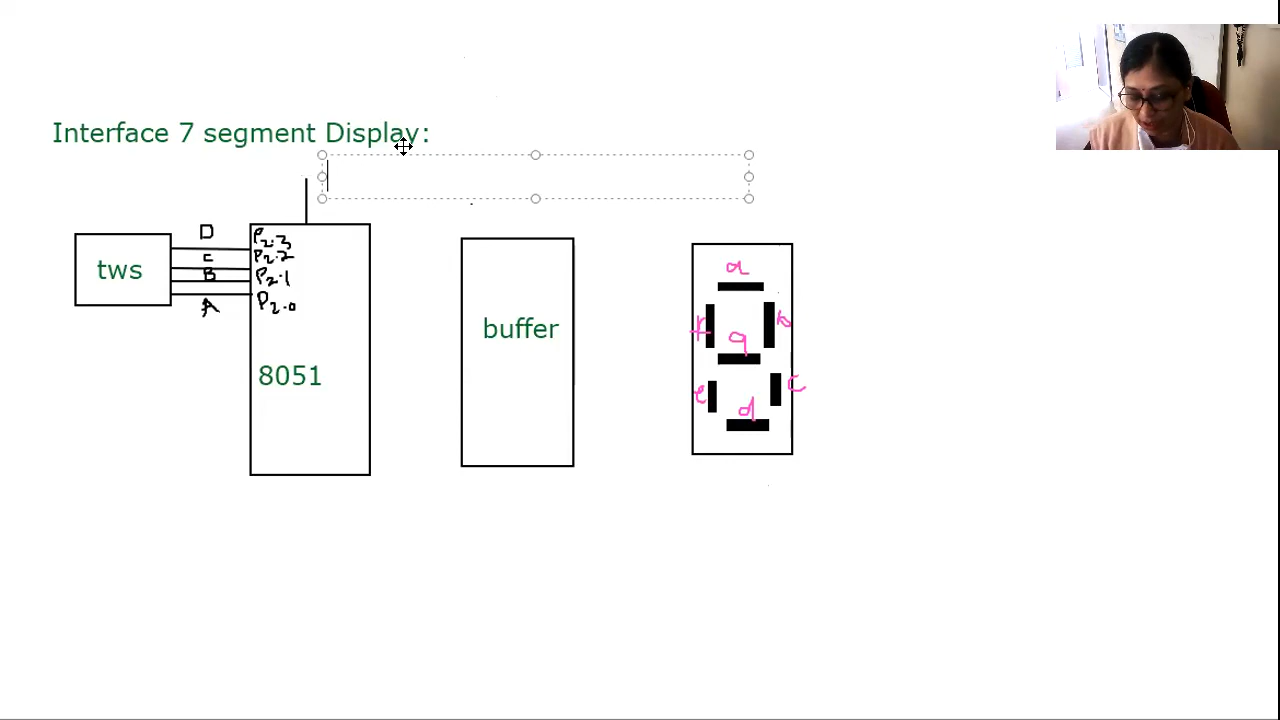 Interface 7 segment Display:
D
C
B
A
tws
P2.3
P2.2
P2.1
P2.0
8051
buffer
a
f
b
g
e
c
d